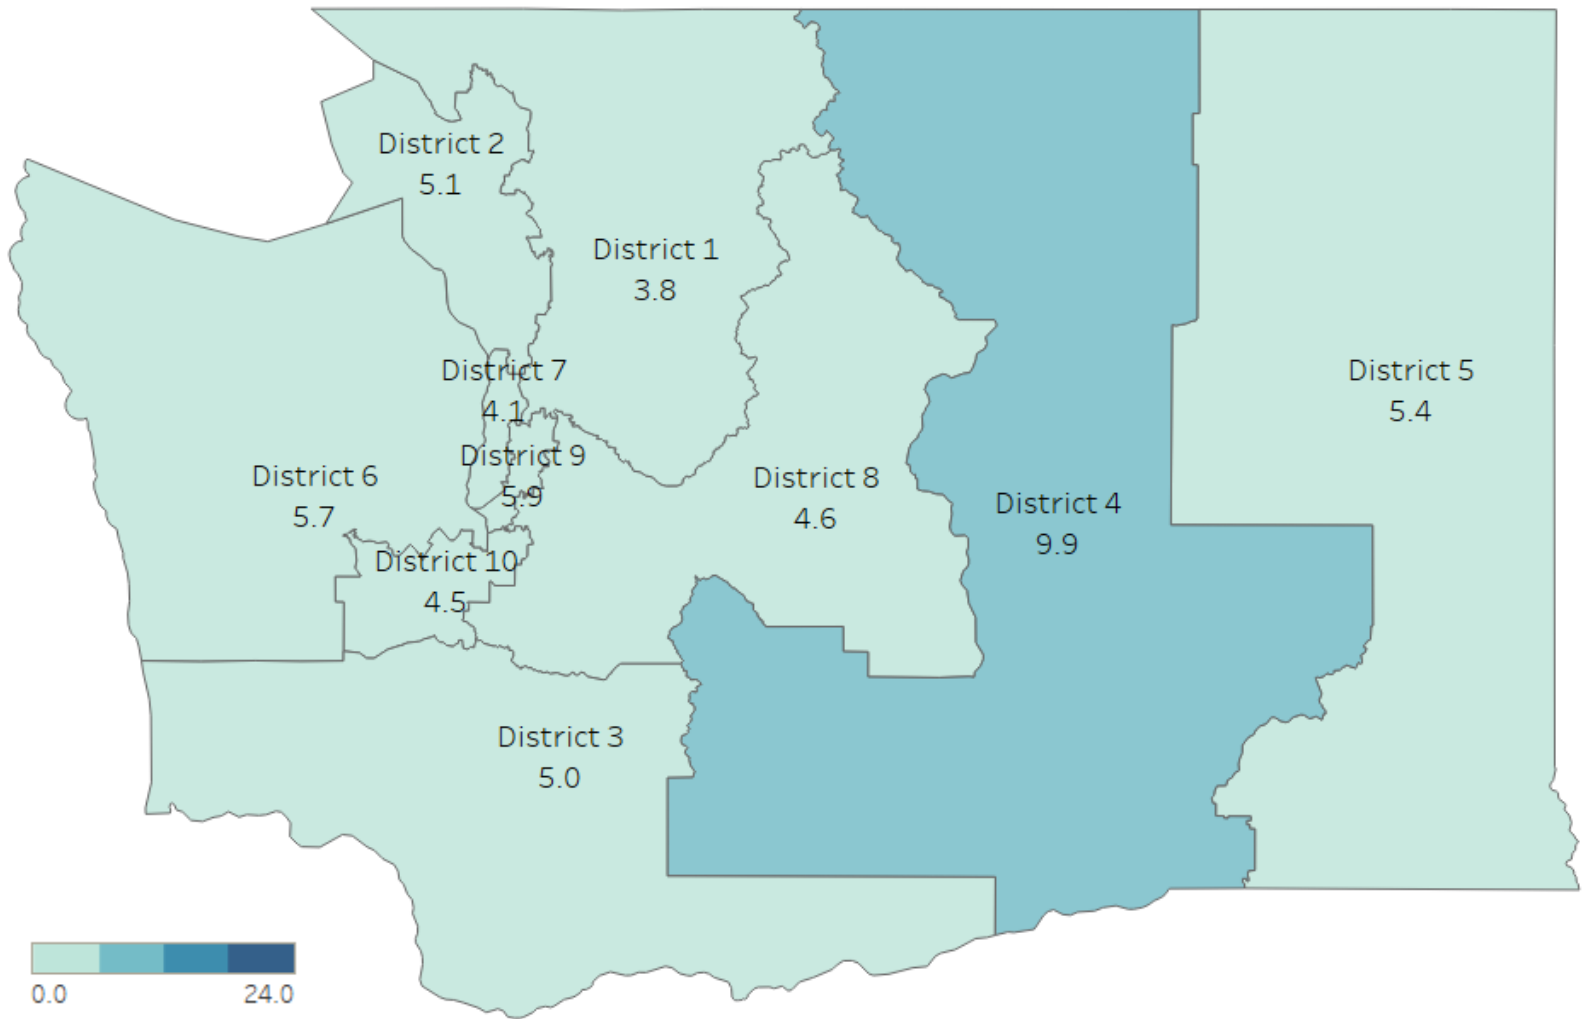 District 2
5.1
District 1
3.8
District 7
4.1
District 5
5.4
District 9
5.9
District 6
5.7
District 8
4.6
District 4
9.9
District 10
4.5
District 3
5.0
0.0 24.0